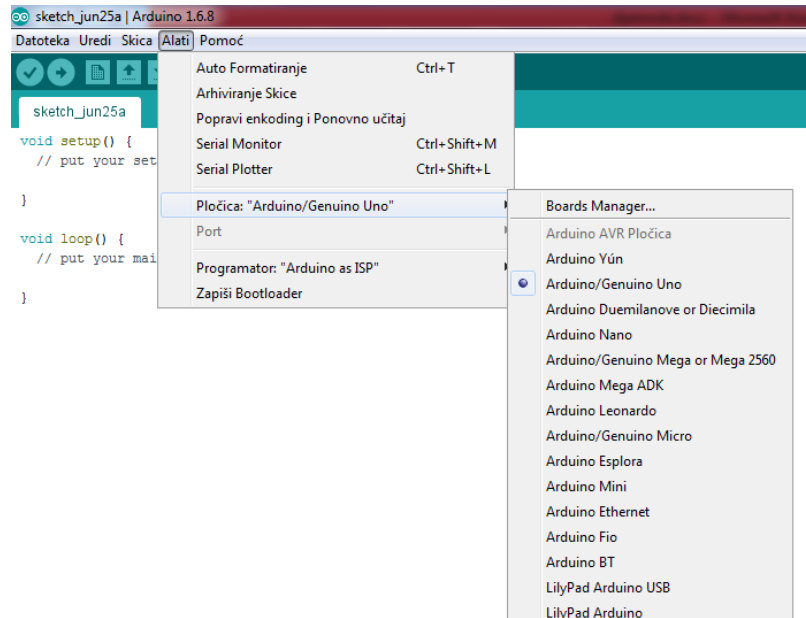 sketch_jun25a | Arduino 1.6.8
Datoteka Uredi Skica Alati Pomoć
sketch_jun25a
void setup() {
// put your set
}
void loop() {
// put your mai
}
Auto Formatiranje Ctrl+T
Arhiviranje Skice
Popravi enkoding i Ponovno učitaj
Serial Monitor Ctrl+Shift+M
Serial Plotter Ctrl+Shift+L
Pločica: "Arduino/Genuino Uno"
Port
Programator: "Arduino as ISP"
Zapiši Bootloader
Boards Manager...
Arduino AVR Pločica
Arduino Yún
Arduino/Genuino Uno
Arduino Duemilanove or Diecimila
Arduino Nano
Arduino/Genuino Mega or Mega 2560
Arduino Mega ADK
Arduino Leonardo
Arduino/Genuino Micro
Arduino Esplora
Arduino Mini
Arduino Ethernet
Arduino Fio
Arduino BT
LilyPad Arduino USB
LilyPad Arduino